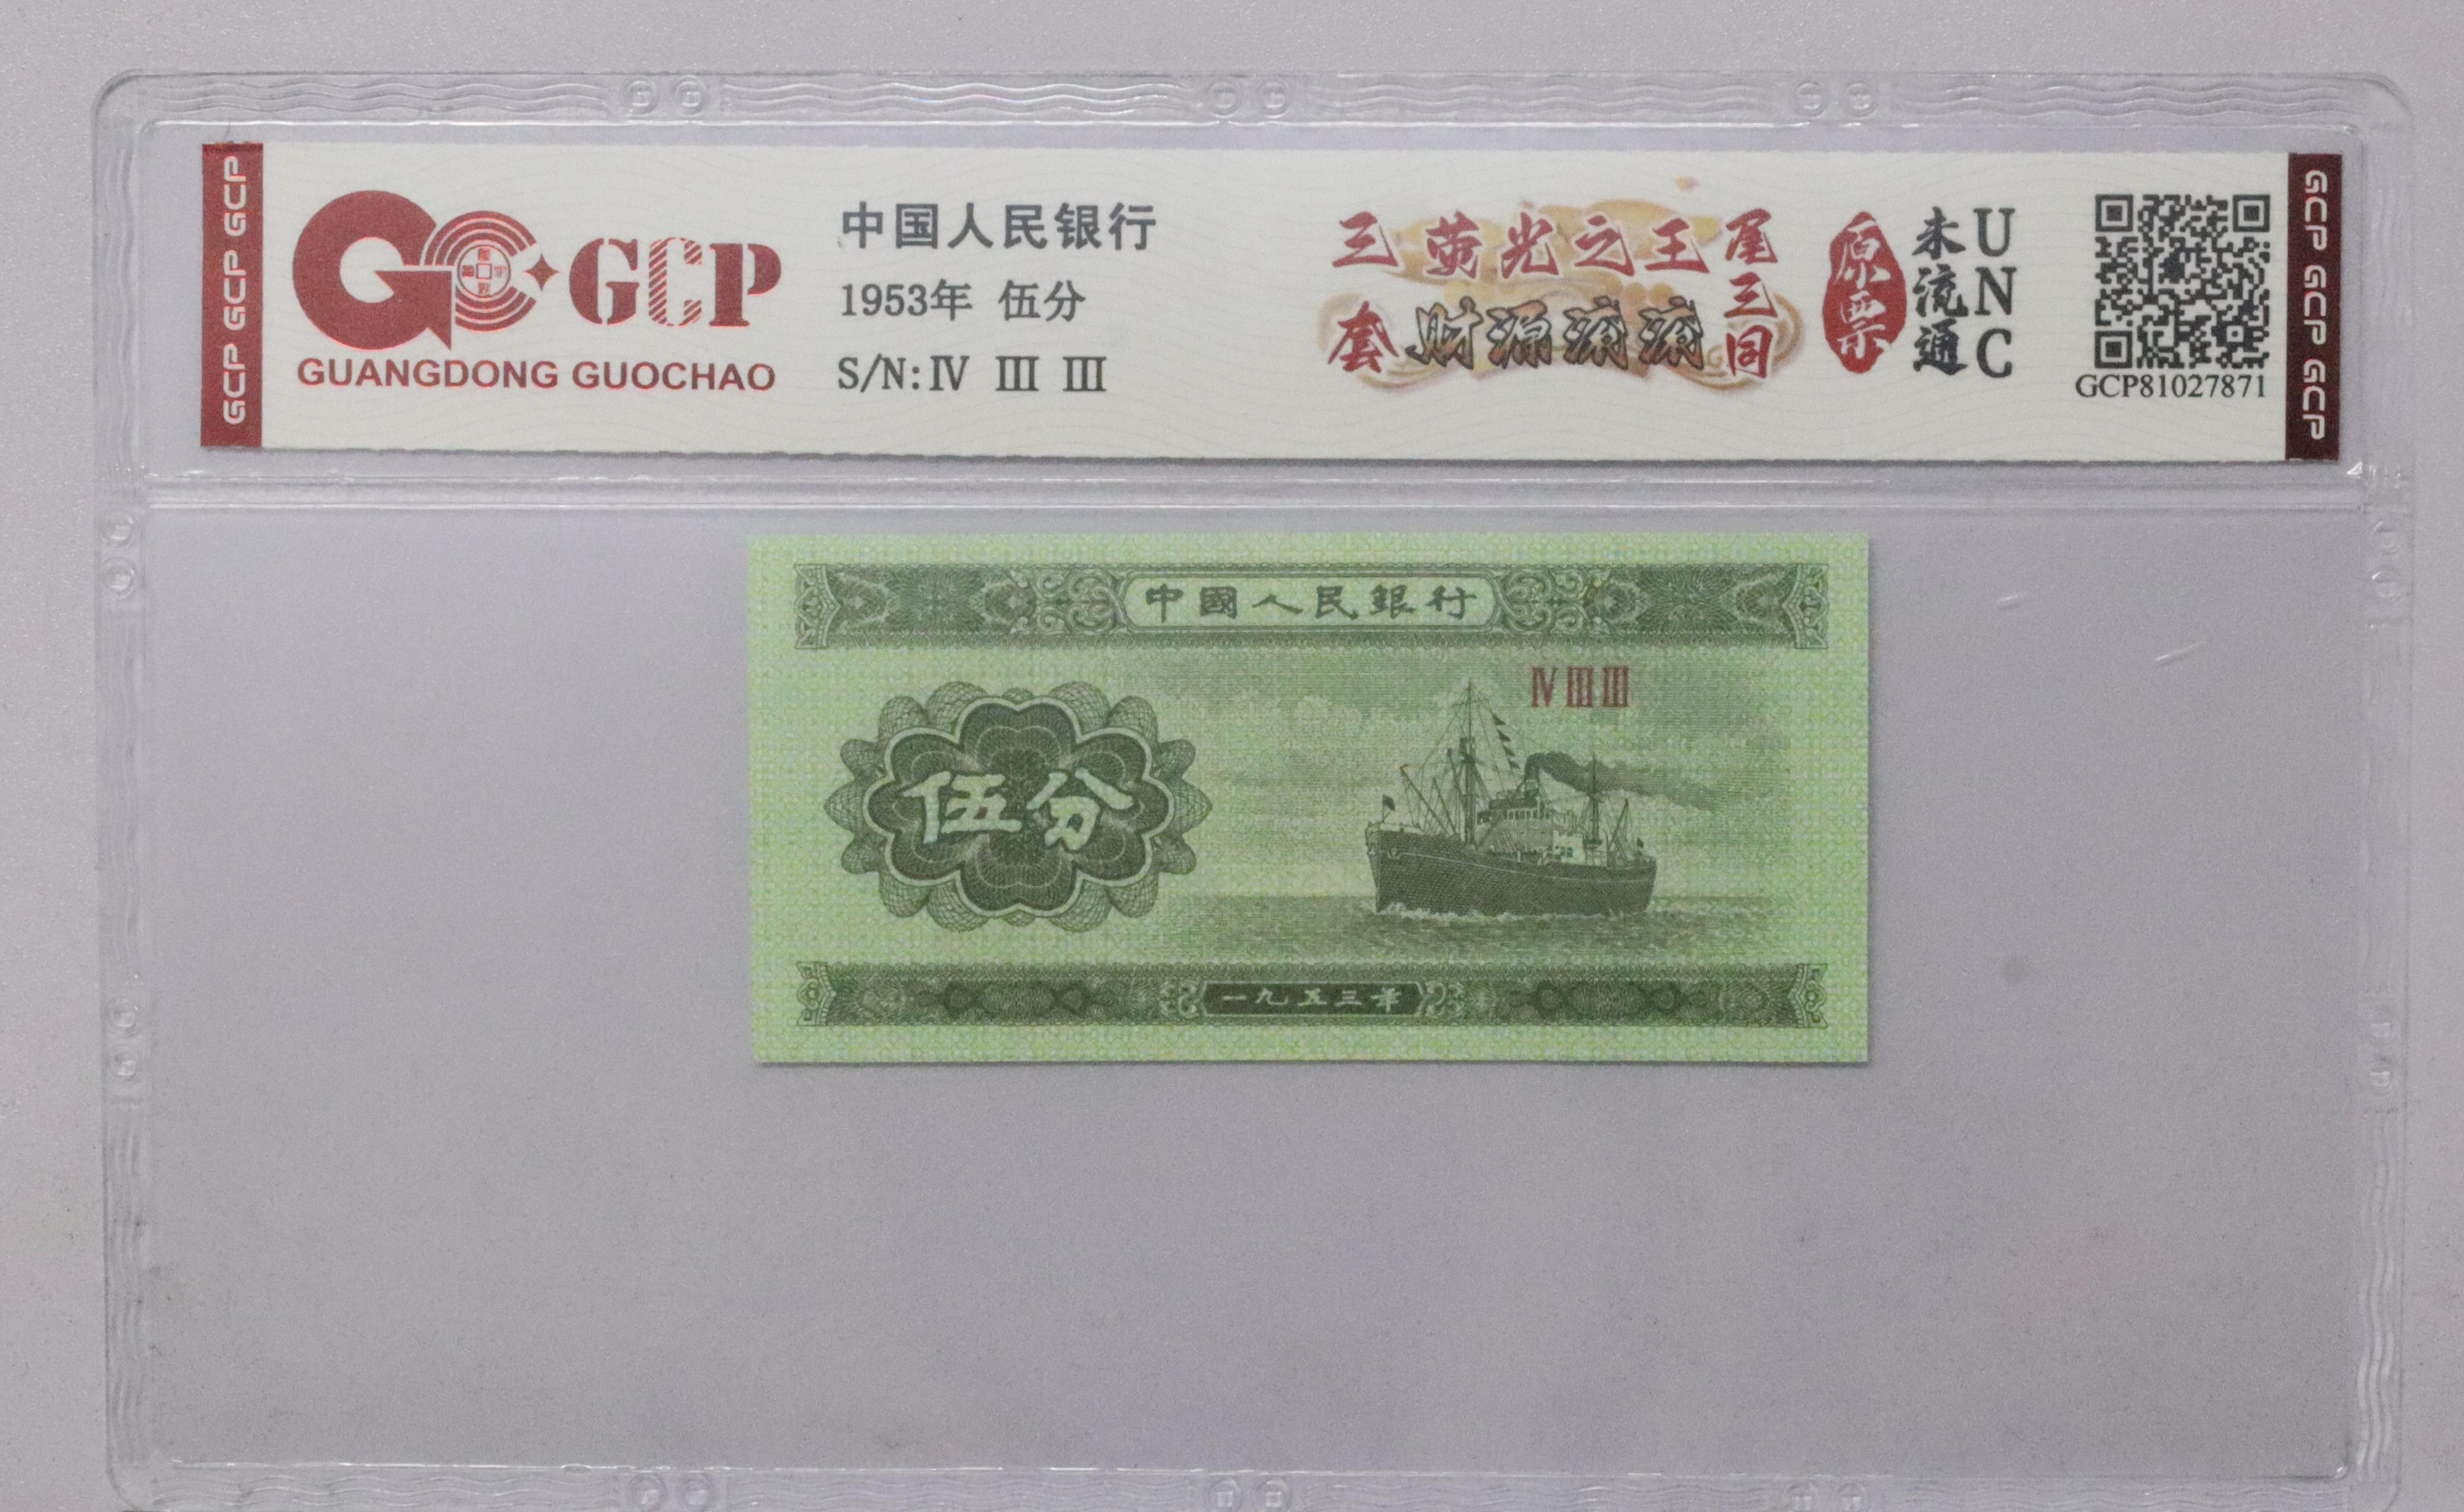 GCP GCP GCP
GCP
GUANGDONG GUOCHAO
中国人民银行
1953年 伍分
S/N: Ⅳ Ⅲ Ⅲ
三套
荧光之王
财源滚滚
尾三同
原票
未流通
UNC
GCP81027871
GCP GCP GCP
中國人民銀行
Ⅳ Ⅲ Ⅲ
伍分
一九五三年